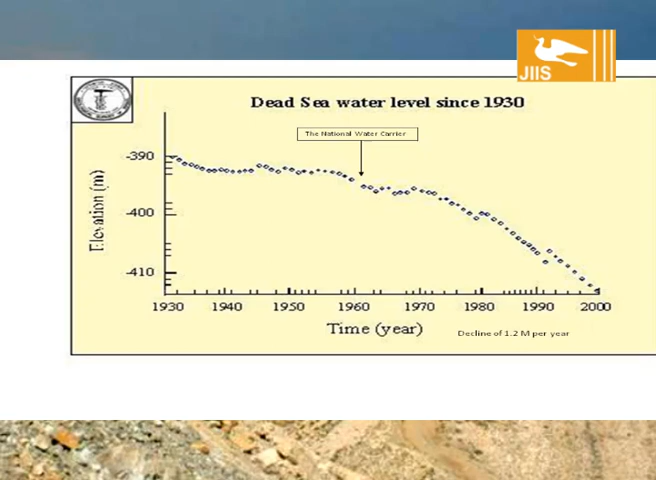 JIIS
Dead Sea water level since 1930
The National Water Carrier
Elevation (m)
-390
-400
-410
1930 1940 1950 1960 1970 1980 1990 2000
Time (year)
Decline of 1.2 M per year